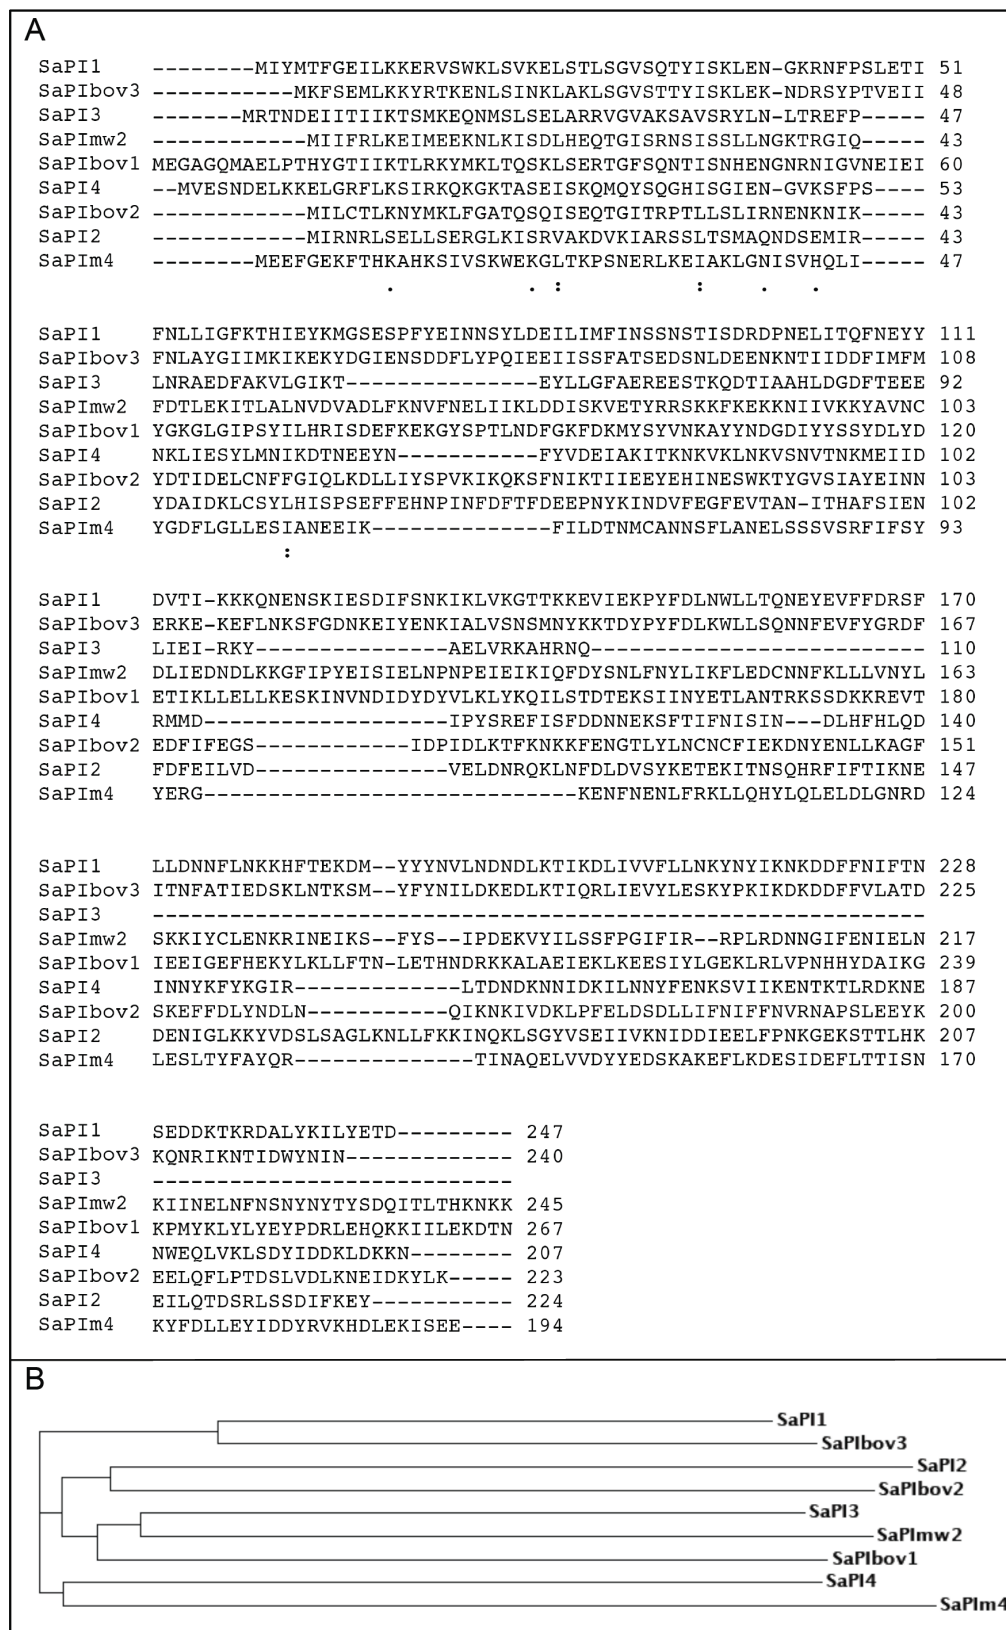 A
SaPI1 --------MIYMTFGEILKKERVSWKLSVKELSTLSGVSQTYISKLEN-GKRNFPSLETI 51
SaPIbov3 -----------MKFSEMLKKYRTKENLSINKLAKLSGVSTTYISKLEK-NDRSYPTVEII 48
SaPI3 -------MRTNDEIITIIKTSMKEQNMSLSELARRVGVAKSAVSRYLN-LTREFP----- 47
SaPImw2 ------------MIIFRLKEIMEEKNLKISDLHEQTGISRNSISSLLNGKTRGIQ----- 43
SaPIbov1 MEGAGQMAELPTHYGTIIKTLRKYMKLTQSKLSERTGFSQNTISNHENGNRNIGVNEIEI 60
SaPI4 --MVESNDELKKELGRFLKSIRKQKGKTASEISKQMQYSQGHISGIEN-GVKSFPS---- 53
SaPIbov2 ------------MILCTLKNYMKLFGATQSQISEQTGITRPTLLSLIRNENKNIK----- 43
SaPI2 ------------MIRNRLSELLSERGLKISRVAKDVKIARSSLTSMAQNDSEMIR----- 43
SaPIm4 --------MEEFGEKFTHKAHKSIVSKWEKGLTKPSNERLKEIAKLGNISVHQLI----- 47
. . : : . .
SaPI1 FNLLIGFKTHIEYKMGSESPFYEINNSYLDEILIMFINSSNSTISDRDPNELITQFNEYY 111
SaPIbov3 FNLAYGIIMKIKEKYDGIENSDDFLYPQIEEIISSFATSEDSNLDEENKNTIIDDFIMFM 108
SaPI3 LNRAEDFAKVLGIKT---------------EYLLGFAEREESTKQDTIAAHLDGDFTEEE 92
SaPImw2 FDTLEKITLALNVDVADLFKNVFNELIIKLDDISKVETYRRSKKFKEKKNIIVKKYAVNC 103
SaPIbov1 YGKGLGIPSYILHRISDEFKEKGYSPTLNDFGKFDKMYSYVNKAYYNDGDIYYSSYDLYD 120
SaPI4 NKLIESYLMNIKDTNEEYN-----------FYVDEIAKITKNKVKLNKVSNVTNKMEIID 102
SaPIbov2 YDTIDELCNFFGIQLKDLLIYSPVKIKIQKSFNIKTIIEEYEHINESWKTYGVSIAYEINN 103
SaPI2 YDAIDKLCSYLHISPSEFFEHNPINFDFTFDEEPNYKINDVFEGFEVTAN-ITHAFSIEN 102
SaPIm4 YGDFLGLLESIANEEIK--------------FILDTNMCANNSFLANELSSSVSRFIFSY 93
:
SaPI1 DVTI-KKKQNENSKIESDIFSNKIKLVKGTTKKEVIEKPYFDLNWLLTQNEYEVFFDRSF 170
SaPIbov3 ERKE-KEFLNKSFGDNKEIYENKIALVSNSMNYKKTDYPYFDLKWLLSQNNFEVFYGRDF 167
SaPI3 LIEI-RKY---------------AELVRKAHRNQ-------------------------- 110
SaPImw2 DLIEDNDLKKGFIPYEISIELNPNPEIEIKIQFDYSNLFNYLIKFLEDCNNFKLLLVNYL 163
SaPIbov1 ETIKLLELLKESKINVNDIDYDYVLKLYKQILSTDTEKSIINYETLANTRKSSDKKREVT 180
SaPI4 RMMD-------------------IPYSREFISFDDNNEKSFTIFNISIN---DLHFHLQD 140
SaPIbov2 EDFIFEGS------------IDPIDLKTFKNKKFENGTLYLNCNCFIEKDNYENLLKAGF 151
SaPI2 FDFEILVD---------------VELDNRQKLNFDLDVSYKETEKITNSQHRFIFTIKNE 147
SaPIm4 YERG-----------------------------KENFNENLFRKLLQHYLQLELDLGNRD 124
SaPI1 LLDNNFLNKKHFTEKDM--YYYNVLNDNDLKTIKDLIVVFLLNKYNYIKNKDDFFNIFTN 228
SaPIbov3 ITNFATIEDSKLNTKSM--YFYNILDKEDLKTIQRLIEVYLESKYPKIKDKDDFFVLATD 225
SaPI3 ------------------------------------------------------------
SaPImw2 SKKIYCLENKRINEIKS--FYS--IPDEKVYILSSFPGIFIR--RPLRDNNGIFENIELN 217
SaPIbov1 IEEIGEFHEKYLKLLFTN-LETHNDRKKALAEIEKLKEESIYLGEKLRLVPNHHYDAIKG 239
SaPI4 INNYKFYKGIR-------------LTDNDKNNIDKILNNYFENKSVIIKENTKTLRDKNE 187
SaPIbov2 SKEFFDLYNDLN-----------QIKNKIVDKLPFELDSDLLIFNIFFNVRNAPSLEEYK 200
SaPI2 DENIGLKKYVDSLSAGLKNLLFKKINQKLSGYVSEIIVKNIDDIEELFPNKGEKSTTLHK 207
SaPIm4 LESLTYFAYQR--------------TINAQELVVDYYEDSKAKEFLKDESIDEFLTTISN 170
SaPI1 SEDDKTKRDALYKILYETD--------- 247
SaPIbov3 KQNRIKNTIDWYNIN------------- 240
SaPI3 ----------------------------
SaPImw2 KIINELNFNSNYNYTYSDQITLTHKNKK 245
SaPIbov1 KPMYKLYLYEYPDRLEHQKKIILEKDTN 267
SaPI4 NWEQLVKLSDYIDDKLDKKN-------- 207
SaPIbov2 EELQFLPTDSLVDLKNEIDKYLK----- 223
SaPI2 EILQTDSRLSSDIFKEY----------- 224
SaPIm4 KYFDLLEYIDDYRVKHDLEKISEE---- 194
B
SaPI1
SaPIbov3
SaPI2
SaPIbov2
SaPI3
SaPImw2
SaPIbov1
SaPI4
SaPIm4